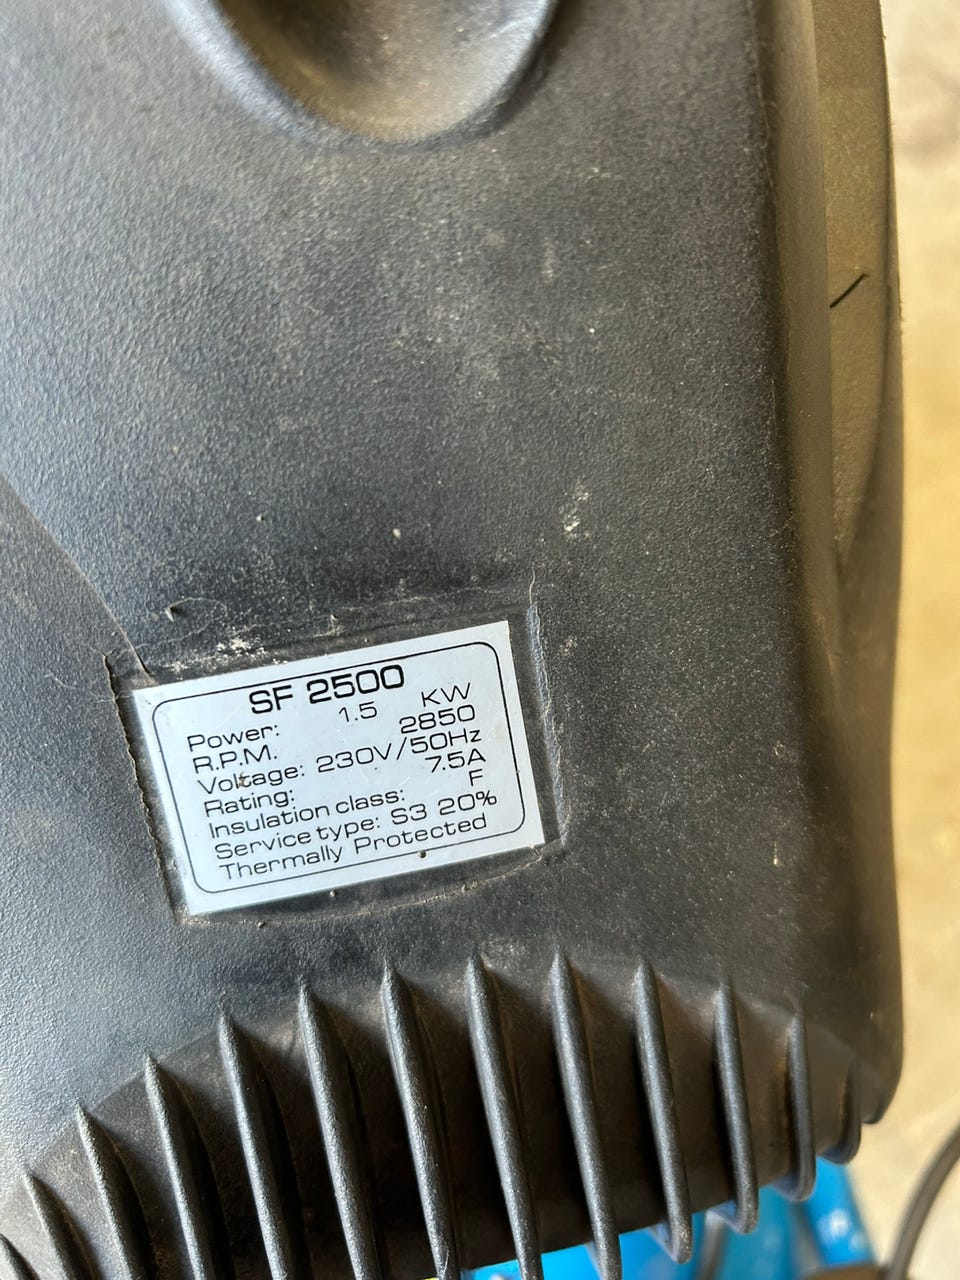 SF 2500
Power: 1.5 KW
R.P.M. 2850
Voltage: 230V/50Hz
Rating: 7.5A
Insulation class: F
Service type: S3 20%
Thermally Protected